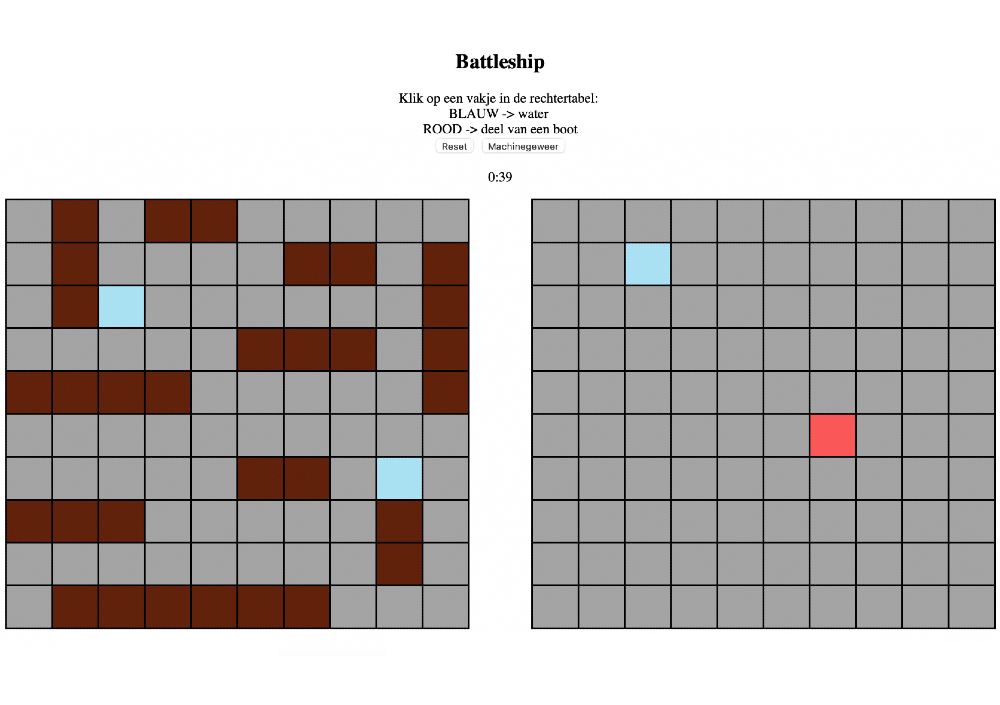 Battleship
Klik op een vakje in de rechtertabel:
BLAUW -> water
ROOD -> deel van een boot
Reset Machinegeweer
0:39